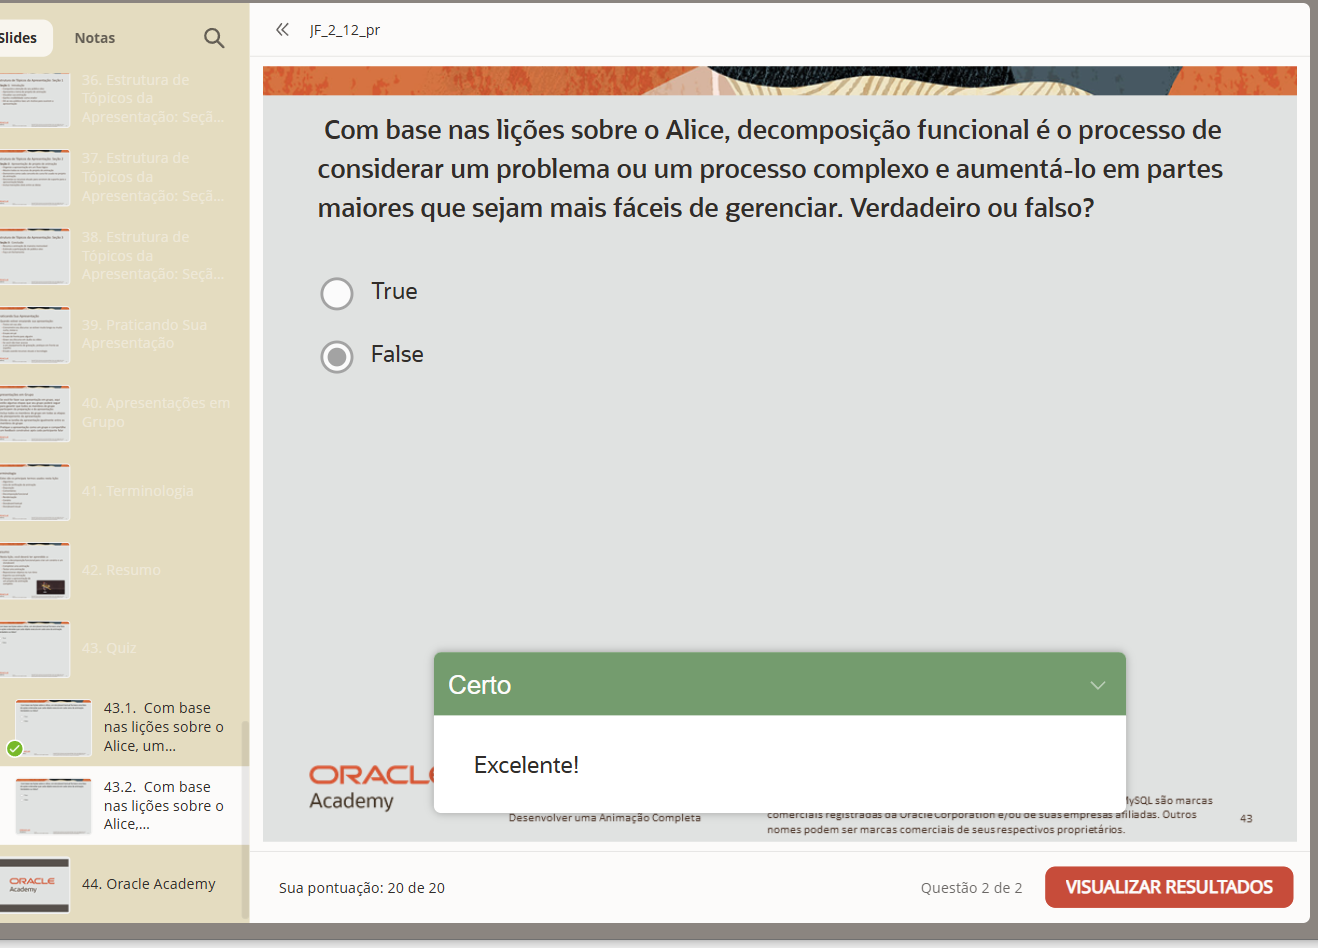 Slides
Notas
36. Estrutura de
Tópicos da
Apresentação: Seçã...
37. Estrutura de
Tópicos da
Apresentação: Seçã...
38. Estrutura de
Tópicos da
Apresentação: Seçã...
39. Praticando Sua
Apresentação
40. Apresentações em
Grupo
41. Terminologia
42. Resumo
43. Quiz
43.1. Com base
nas lições sobre o
Alice, um...
43.2. Com base
nas lições sobre o
Alice,...
ORACLE
Academy
44. Oracle Academy
JF_2_12_pr
Com base nas lições sobre o Alice, decomposição funcional é o processo de
considerar um problema ou um processo complexo e aumentá-lo em partes
maiores que sejam mais fáceis de gerenciar. Verdadeiro ou falso?
True
False
Certo
Excelente!
ORACLE
Academy
Desenvolver uma Animação Completa
MySQL são marcas
comerciais registradas da Oracle Corporation e/ou de suas empresas afiliadas. Outros
nomes podem ser marcas comerciais de seus respectivos proprietários.
43
Sua pontuação: 20 de 20
Questão 2 de 2
VISUALIZAR RESULTADOS